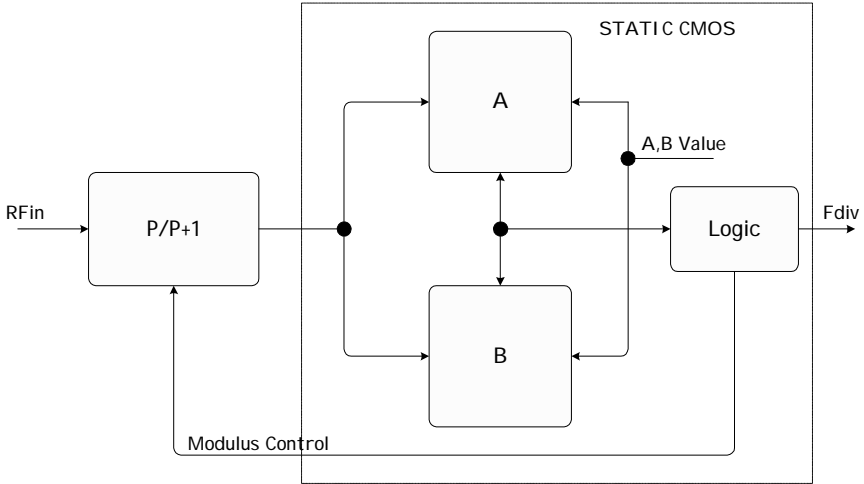 STATIC CMOS
A
A,B Value
RFin
P/P+1
Logic
Fdiv
B
Modulus Control